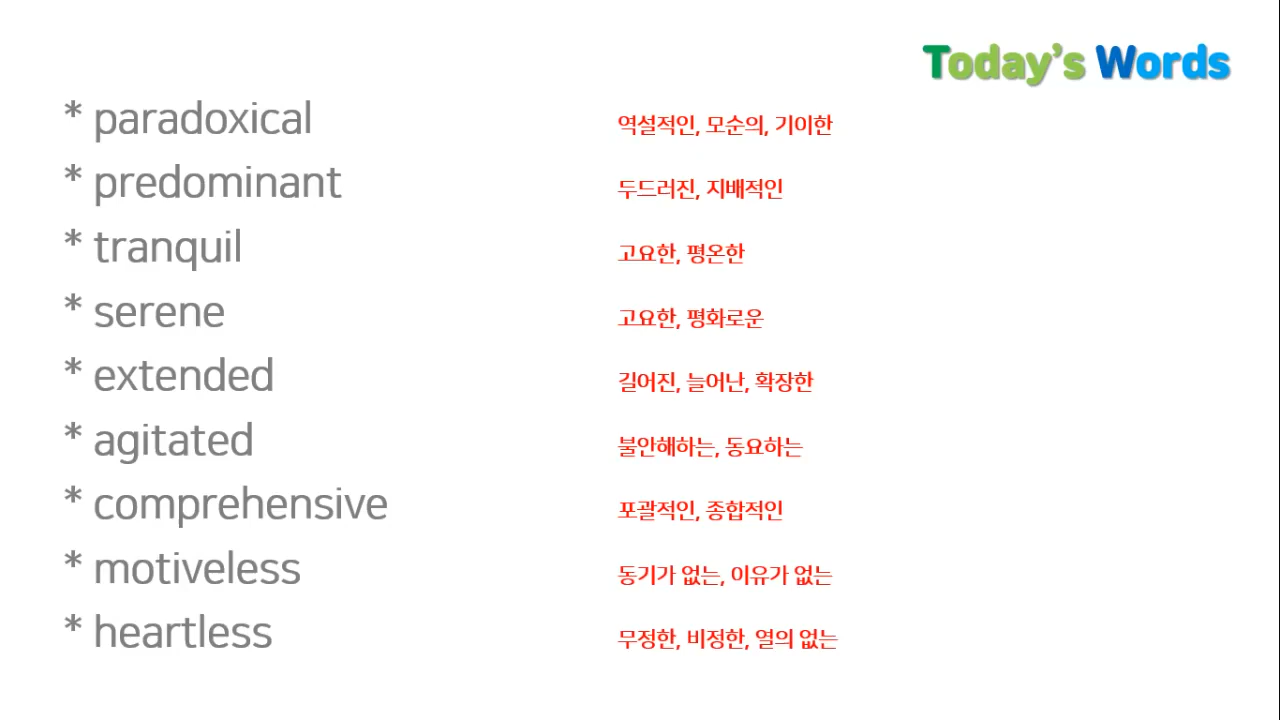 Today's Words
* paradoxical 역설적인, 모순의, 기이한
* predominant 두드러진, 지배적인
* tranquil 고요한, 평온한
* serene 고요한, 평화로운
* extended 길어진, 늘어난, 확장한
* agitated 불안해하는, 동요하는
* comprehensive 포괄적인, 종합적인
* motiveless 동기가 없는, 이유가 없는
* heartless 무정한, 비정한, 열의 없는